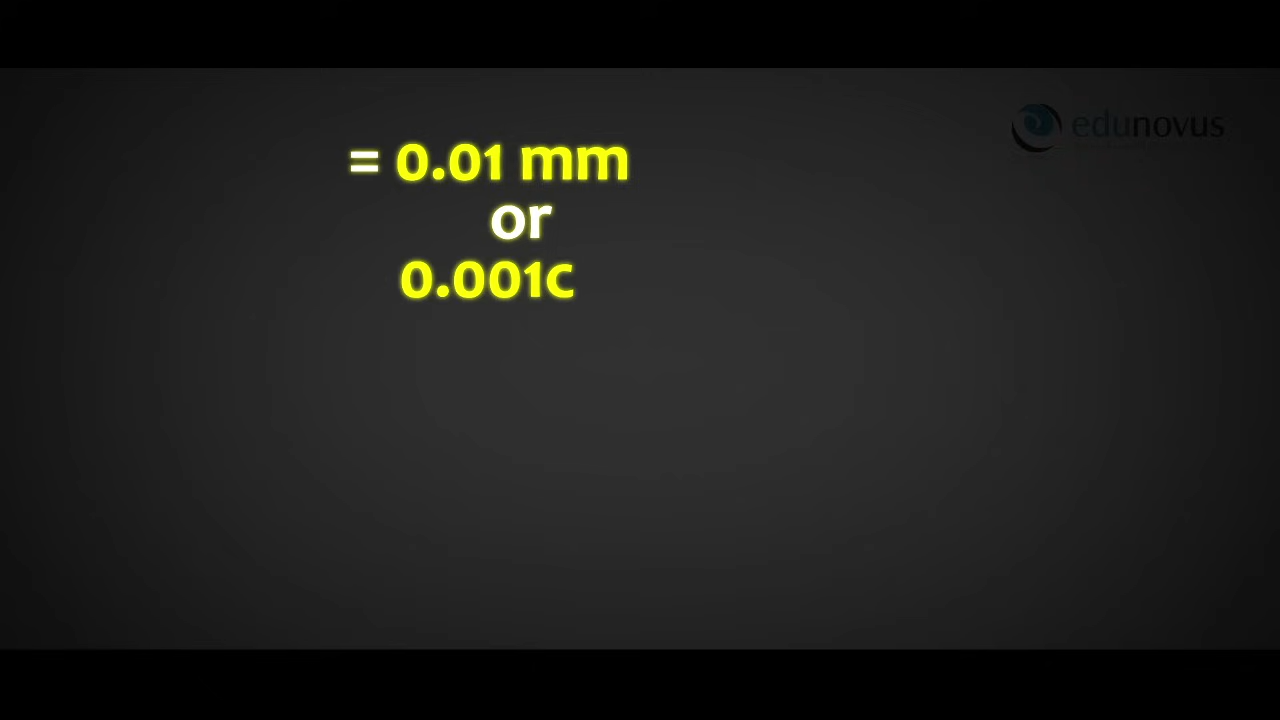 edunovus
= 0.01 mm
or
0.001c